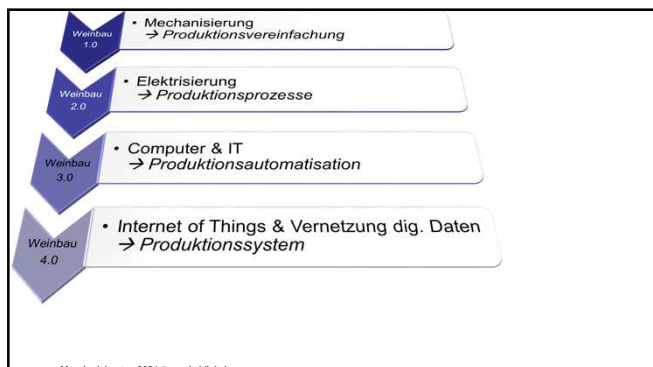 Weinbau
1.0
• Mechanisierung
→ Produktionsvereinfachung
Weinbau
2.0
• Elektrisierung
→ Produktionsprozesse
Weinbau
3.0
• Computer & IT
→ Produktionsautomatisation
Weinbau
4.0
• Internet of Things & Vernetzung dig. Daten
→ Produktionssystem